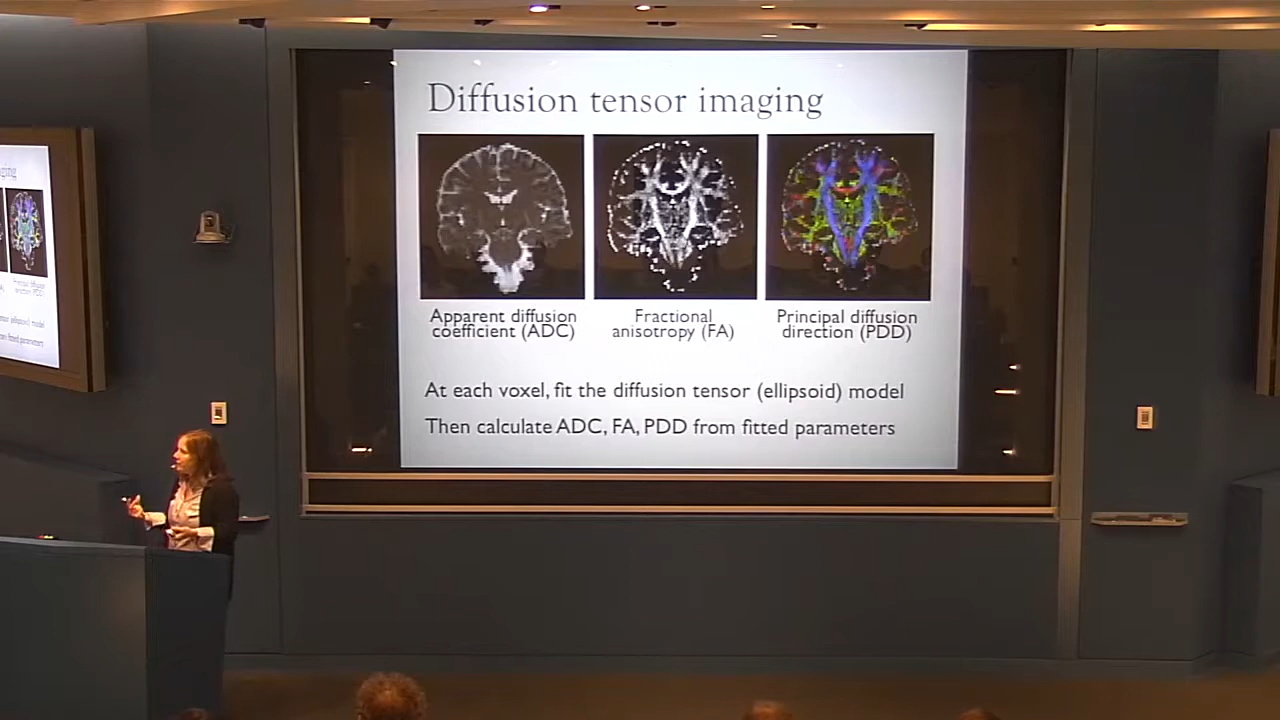 Diffusion tensor imaging
Apparent diffusion
coefficient (ADC)
Fractional
anisotropy (FA)
Principal diffusion
direction (PDD)
At each voxel, fit the diffusion tensor (ellipsoid) model
Then calculate ADC, FA, PDD from fitted parameters